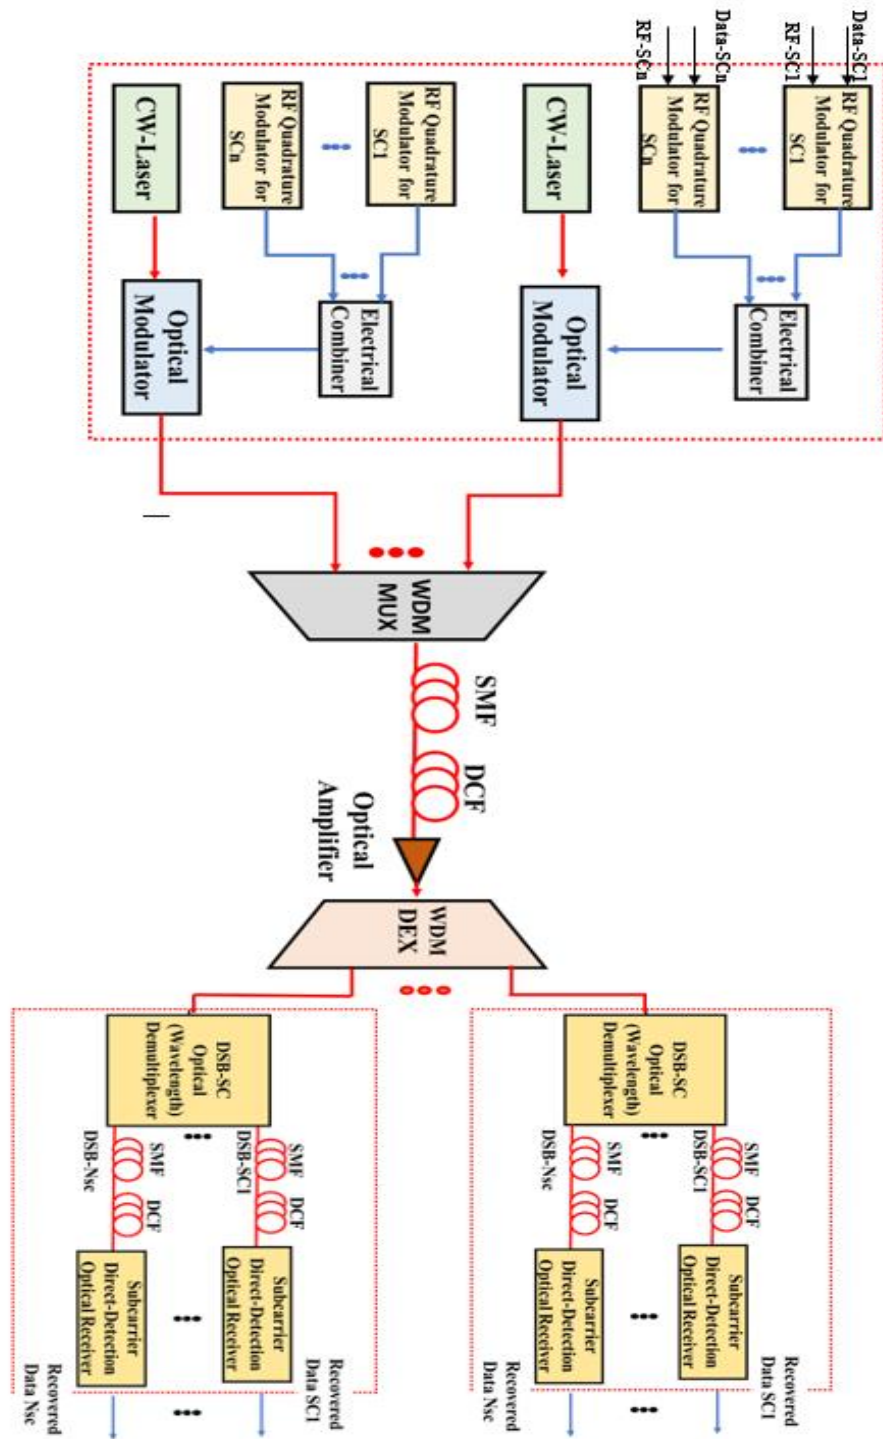 Data-SC1
RF-SC1
RF Quadrature
Modulator for
SC1
Data-SCn
RF-SCn
RF Quadrature
Modulator for
SCn
Electrical
Combiner
CW-Laser
Optical
Modulator
RF Quadrature
Modulator for
SC1
RF Quadrature
Modulator for
SCn
Electrical
Combiner
CW-Laser
Optical
Modulator
WDM
MUX
SMF
DCF
Optical
Amplifier
WDM
DEX
DSB-SC
Optical
(Wavelength)
Demultiplexer
SMF
DCF
DSB-SC1
Subcarrier
Direct-Detection
Optical Receiver
Recovered
Data SC1
SMF
DCF
DSB-Nsc
Subcarrier
Direct-Detection
Optical Receiver
Recovered
Data Nsc
DSB-SC
Optical
(Wavelength)
Demultiplexer
SMF
DCF
DSB-SC1
Subcarrier
Direct-Detection
Optical Receiver
Recovered
Data SC1
SMF
DCF
DSB-Nsc
Subcarrier
Direct-Detection
Optical Receiver
Recovered
Data Nsc